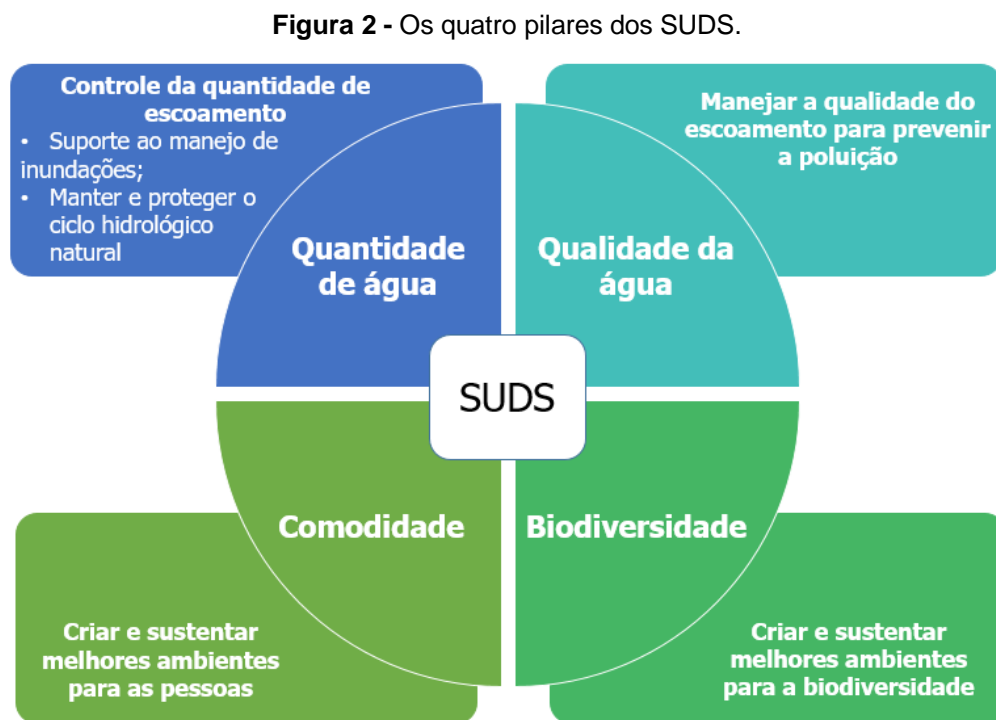 Figura 2 - Os quatro pilares dos SUDS.
Controle da quantidade de
escoamento
• Suporte ao manejo de
inundações;
• Manter e proteger o
ciclo hidrológico
natural
Manejar a qualidade do
escoamento para prevenir
a poluição
Quantidade
de água
Qualidade da
água
SUDS
Comodidade
Biodiversidade
Criar e sustentar
melhores ambientes
para as pessoas
Criar e sustentar
melhores ambientes
para a biodiversidade